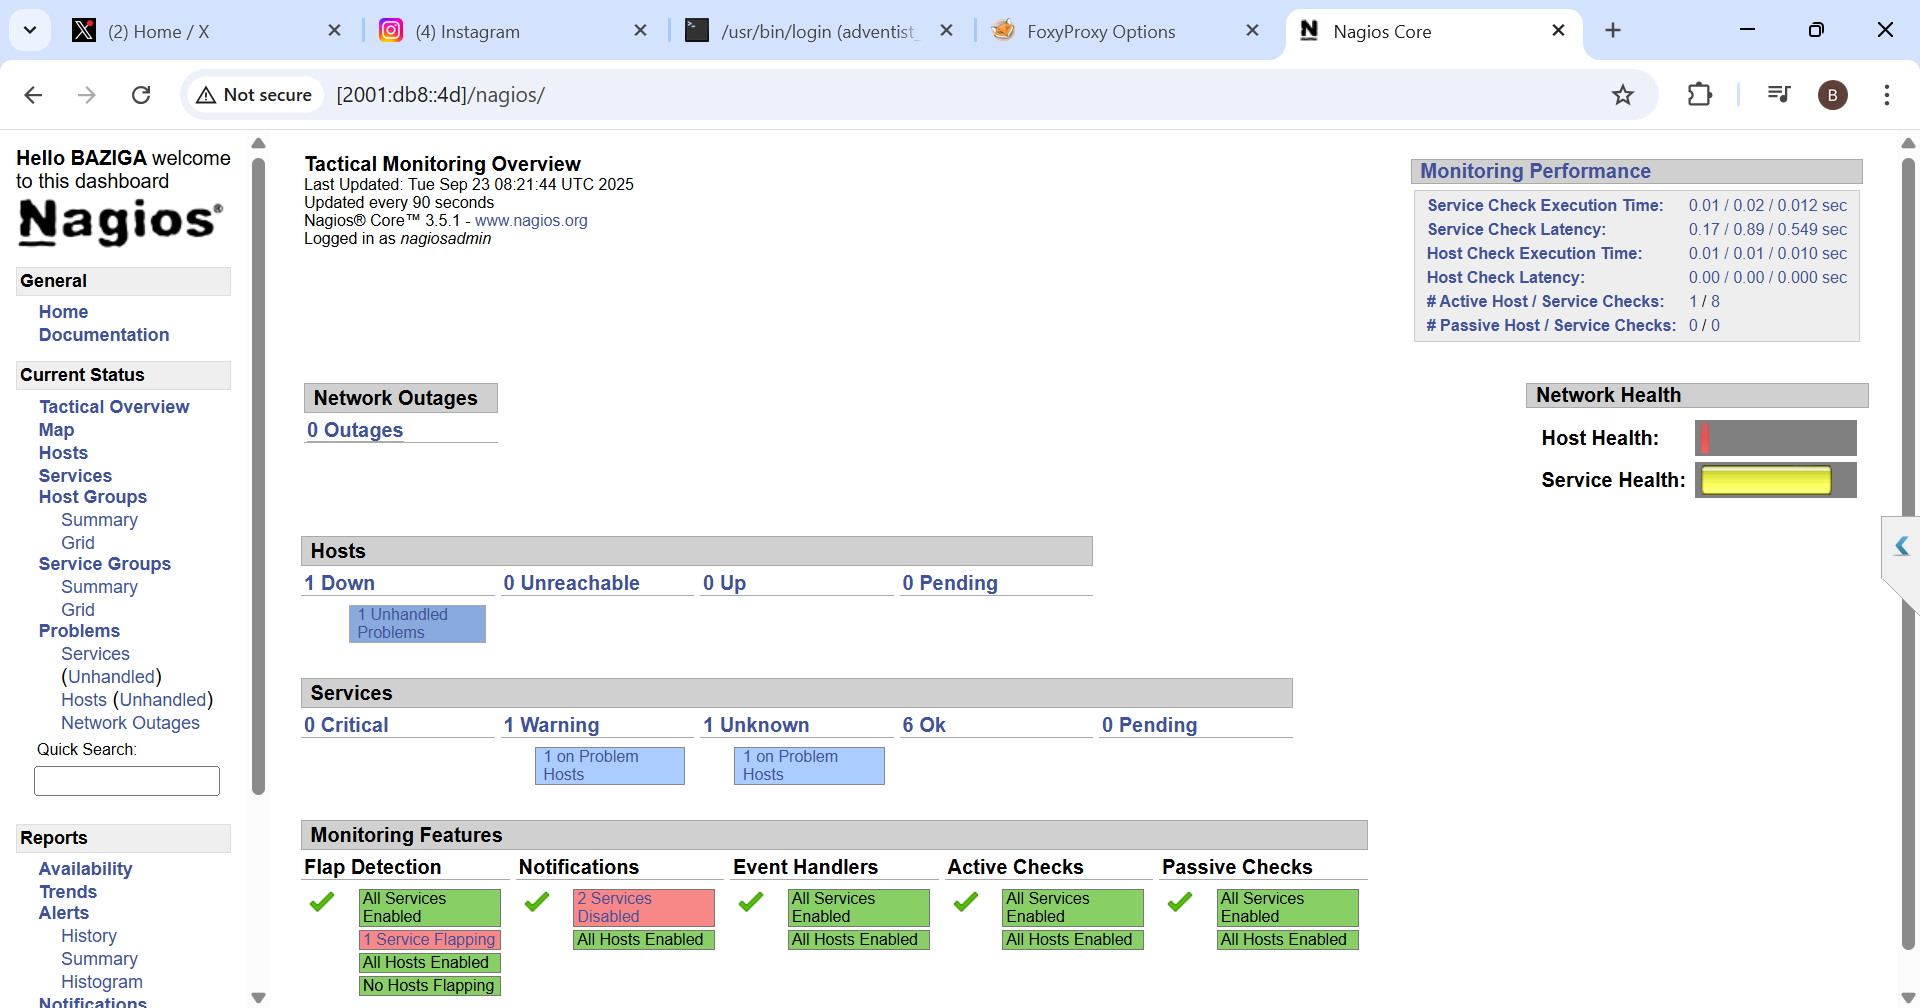 (2) Home / X
(4) Instagram
/usr/bin/login (adventist_
FoxyProxy Options
Nagios Core
Not secure
[2001:db8::4d]/nagios/
B
Hello BAZIGA welcome
to this dashboard
Nagios®
General
Home
Documentation
Current Status
Tactical Overview
Map
Hosts
Services
Host Groups
Summary
Grid
Service Groups
Summary
Grid
Problems
Services
(Unhandled)
Hosts (Unhandled)
Network Outages
Quick Search:
Reports
Availability
Trends
Alerts
History
Summary
Histogram
Notifications
Tactical Monitoring Overview
Last Updated: Tue Sep 23 08:21:44 UTC 2025
Updated every 90 seconds
Nagios® Core™ 3.5.1 - www.nagios.org
Logged in as nagiosadmin
Monitoring Performance
Service Check Execution Time: 0.01 / 0.02 / 0.012 sec
Service Check Latency: 0.17 / 0.89 / 0.549 sec
Host Check Execution Time: 0.01 / 0.01 / 0.010 sec
Host Check Latency: 0.00 / 0.00 / 0.000 sec
# Active Host / Service Checks: 1 / 8
# Passive Host / Service Checks: 0 / 0
Network Outages
0 Outages
Network Health
Host Health:
Service Health:
Hosts
1 Down 0 Unreachable 0 Up 0 Pending
1 Unhandled
Problems
Services
0 Critical 1 Warning 1 Unknown 6 Ok 0 Pending
1 on Problem
Hosts
1 on Problem
Hosts
Monitoring Features
Flap Detection
All Services
Enabled
1 Service Flapping
All Hosts Enabled
No Hosts Flapping
Notifications
2 Services
Disabled
All Hosts Enabled
Event Handlers
All Services
Enabled
All Hosts Enabled
Active Checks
All Services
Enabled
All Hosts Enabled
Passive Checks
All Services
Enabled
All Hosts Enabled